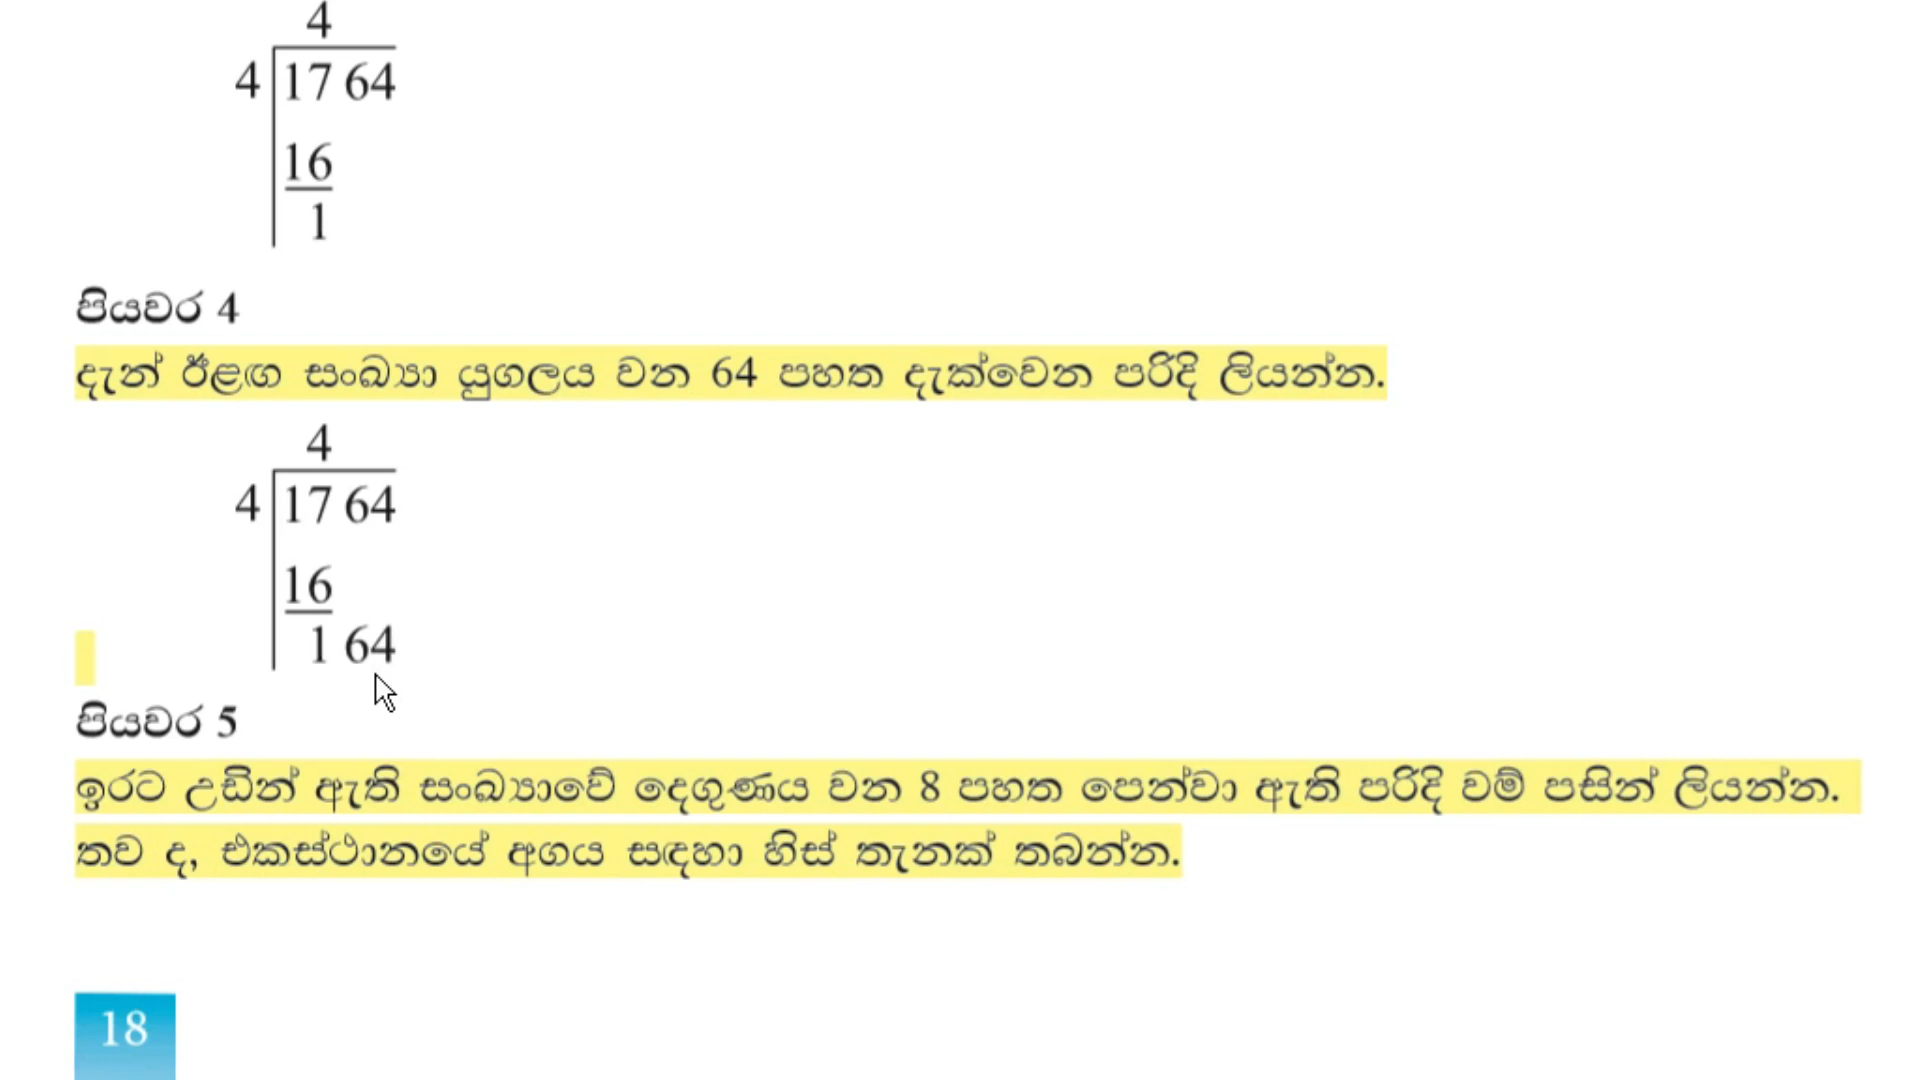 4
4 17 64
16
1
පියවර 4
දැන් ඊළඟ සංඛ්‍යා යුගලය වන 64 පහත දැක්වෙන පරිදි ලියන්න.
4
4 17 64
16
1 64
පියවර 5
ඉරට උඩින් ඇති සංඛ්‍යාවේ දෙගුණය වන 8 පහත පෙන්වා ඇති පරිදි වම් පසින් ලියන්න.
තව ද, එකස්ථානයේ අගය සඳහා හිස් තැනක් තබන්න.
18